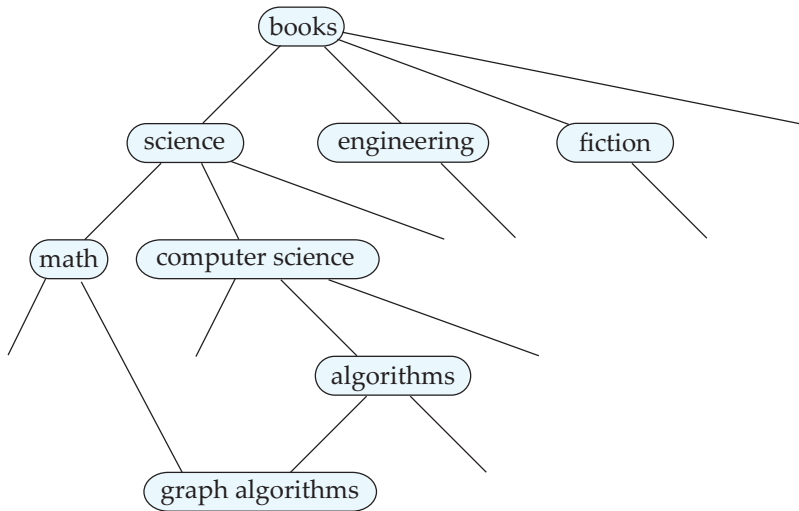 books
science
engineering
fiction
math
computer science
algorithms
graph algorithms